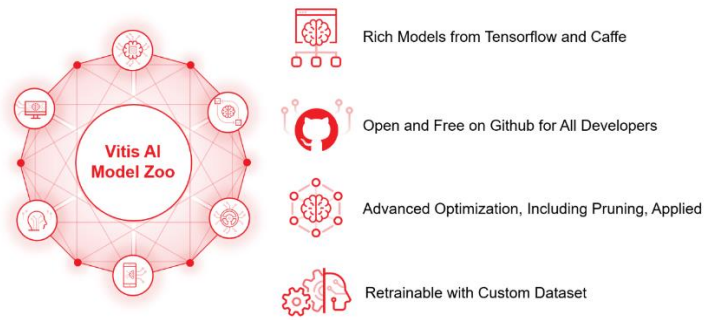 Vitis AI
Model Zoo
Rich Models from Tensorflow and Caffe
Open and Free on Github for All Developers
Advanced Optimization, Including Pruning, Applied
Retrainable with Custom Dataset